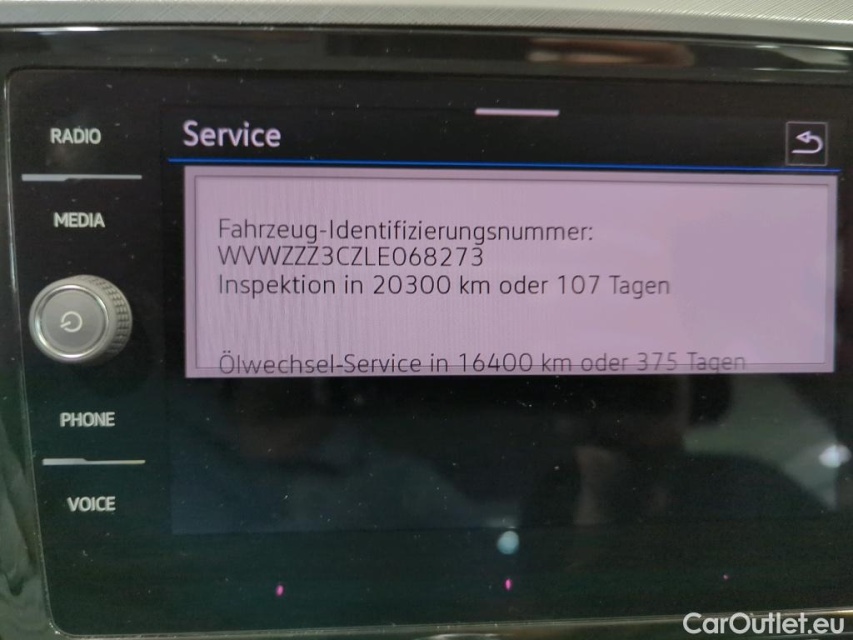 RADIO
Service
MEDIA
Fahrzeug-Identifizierungsnummer:
WVWZZZ3CZLE068273
Inspektion in 20300 km oder 107 Tagen
Ölwechsel-Service in 16400 km oder 375 Tagen
PHONE
VOICE
CarOutlet.eu